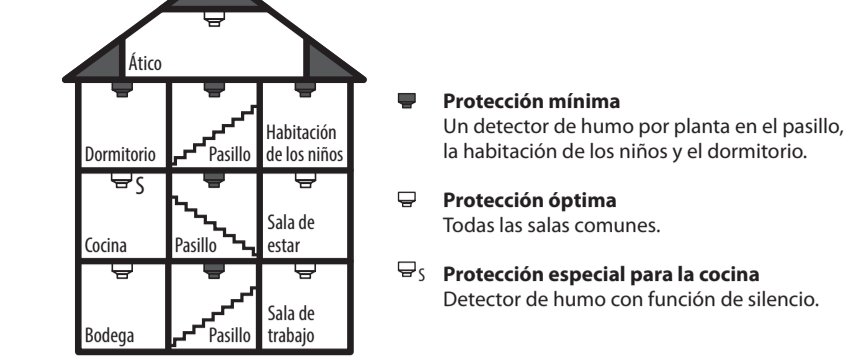 Ático
Dormitorio
Pasillo
Habitación
de los niños
S
Cocina
Pasillo
Sala de
estar
Bodega
Pasillo
Sala de
trabajo
Protección mínima
Un detector de humo por planta en el pasillo,
la habitación de los niños y el dormitorio.
Protección óptima
Todas las salas comunes.
S Protección especial para la cocina
Detector de humo con función de silencio.